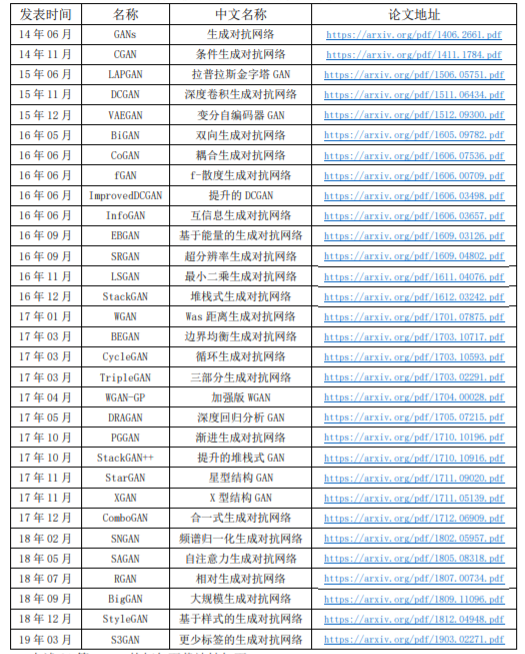 发表时间 名称 中文名称 论文地址
14 年 06 月 GANs 生成对抗网络 https://arxiv.org/pdf/1406.2661.pdf
14 年 11 月 CGAN 条件生成对抗网络 https://arxiv.org/pdf/1411.1784.pdf
15 年 06 月 LAPGAN 拉普拉斯金字塔 GAN https://arxiv.org/pdf/1506.05751.pdf
15 年 11 月 DCGAN 深度卷积生成对抗网络 https://arxiv.org/pdf/1511.06434.pdf
15 年 12 月 VAEGAN 变分自编码器 GAN https://arxiv.org/pdf/1512.09300.pdf
16 年 05 月 BiGAN 双向生成对抗网络 https://arxiv.org/pdf/1605.09782.pdf
16 年 06 月 CoGAN 耦合生成对抗网络 https://arxiv.org/pdf/1606.07536.pdf
16 年 06 月 fGAN f-散度生成对抗网络 https://arxiv.org/pdf/1606.00709.pdf
16 年 06 月 ImprovedDCGAN 提升的 DCGAN https://arxiv.org/pdf/1606.03498.pdf
16 年 06 月 InfoGAN 互信息生成对抗网络 https://arxiv.org/pdf/1606.03657.pdf
16 年 09 月 EBGAN 基于能量的生成对抗网络 https://arxiv.org/pdf/1609.03126.pdf
16 年 09 月 SRGAN 超分辨率生成对抗网络 https://arxiv.org/pdf/1609.04802.pdf
16 年 11 月 LSGAN 最小二乘生成对抗网络 https://arxiv.org/pdf/1611.04076.pdf
16 年 12 月 StackGAN 堆栈式生成对抗网络 https://arxiv.org/pdf/1612.03242.pdf
17 年 01 月 WGAN Was 距离生成对抗网络 https://arxiv.org/pdf/1701.07875.pdf
17 年 03 月 BEGAN 边界均衡生成对抗网络 https://arxiv.org/pdf/1703.10717.pdf
17 年 03 月 CycleGAN 循环生成对抗网络 https://arxiv.org/pdf/1703.10593.pdf
17 年 03 月 TripleGAN 三部分生成对抗网络 https://arxiv.org/pdf/1703.02291.pdf
17 年 04 月 WGAN-GP 加强版 WGAN https://arxiv.org/pdf/1704.00028.pdf
17 年 05 月 DRAGAN 深度回归分析 GAN https://arxiv.org/pdf/1705.07215.pdf
17 年 10 月 PGGAN 渐进生成对抗网络 https://arxiv.org/pdf/1710.10196.pdf
17 年 10 月 StackGAN++ 提升的堆栈式 GAN https://arxiv.org/pdf/1710.10916.pdf
17 年 11 月 StarGAN 星型结构 GAN https://arxiv.org/pdf/1711.09020.pdf
17 年 11 月 XGAN X 型结构 GAN https://arxiv.org/pdf/1711.05139.pdf
17 年 12 月 ComboGAN 合一式生成对抗网络 https://arxiv.org/pdf/1712.06909.pdf
18 年 02 月 SNGAN 频谱归一化生成对抗网络 https://arxiv.org/pdf/1802.05957.pdf
18 年 05 月 SAGAN 自注意力生成对抗网络 https://arxiv.org/pdf/1805.08318.pdf
18 年 07 月 RGAN 相对生成对抗网络 https://arxiv.org/pdf/1807.00734.pdf
18 年 09 月 BigGAN 大规模生成对抗网络 https://arxiv.org/pdf/1809.11096.pdf
18 年 12 月 StyleGAN 基于样式的生成对抗网络 https://arxiv.org/pdf/1812.04948.pdf
19 年 03 月 S3GAN 更少标签的生成对抗网络 https://arxiv.org/pdf/1903.02271.pdf